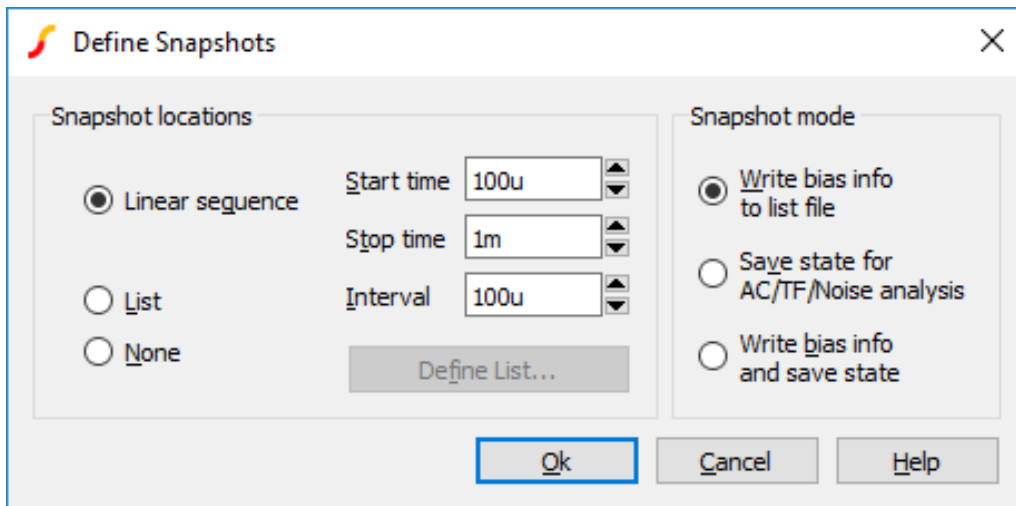 Define Snapshots
Snapshot locations
Linear sequence
List
None
Start time 100u
Stop time 1m
Interval 100u
Define List...
Snapshot mode
Write bias info
to list file
Save state for
AC/TF/Noise analysis
Write bias info
and save state
Ok
Cancel
Help